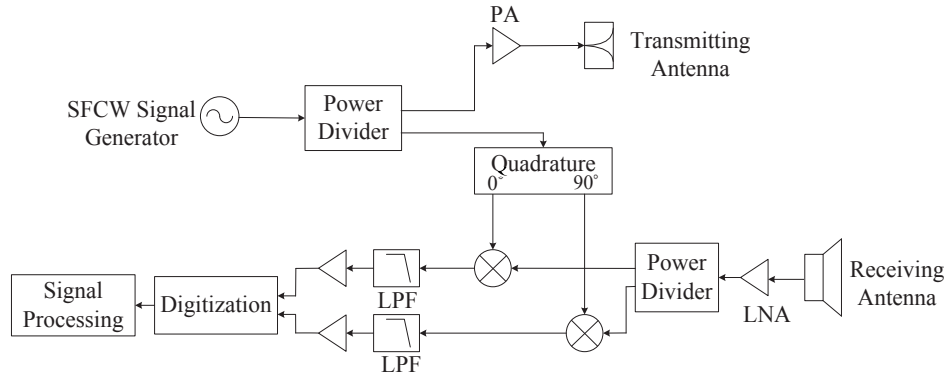 PA
Transmitting
Antenna
SFCW Signal
Generator
Power
Divider
Quadrature
0° 90°
Power
Divider
LNA
Receiving
Antenna
LPF
LPF
Digitization
Signal
Processing